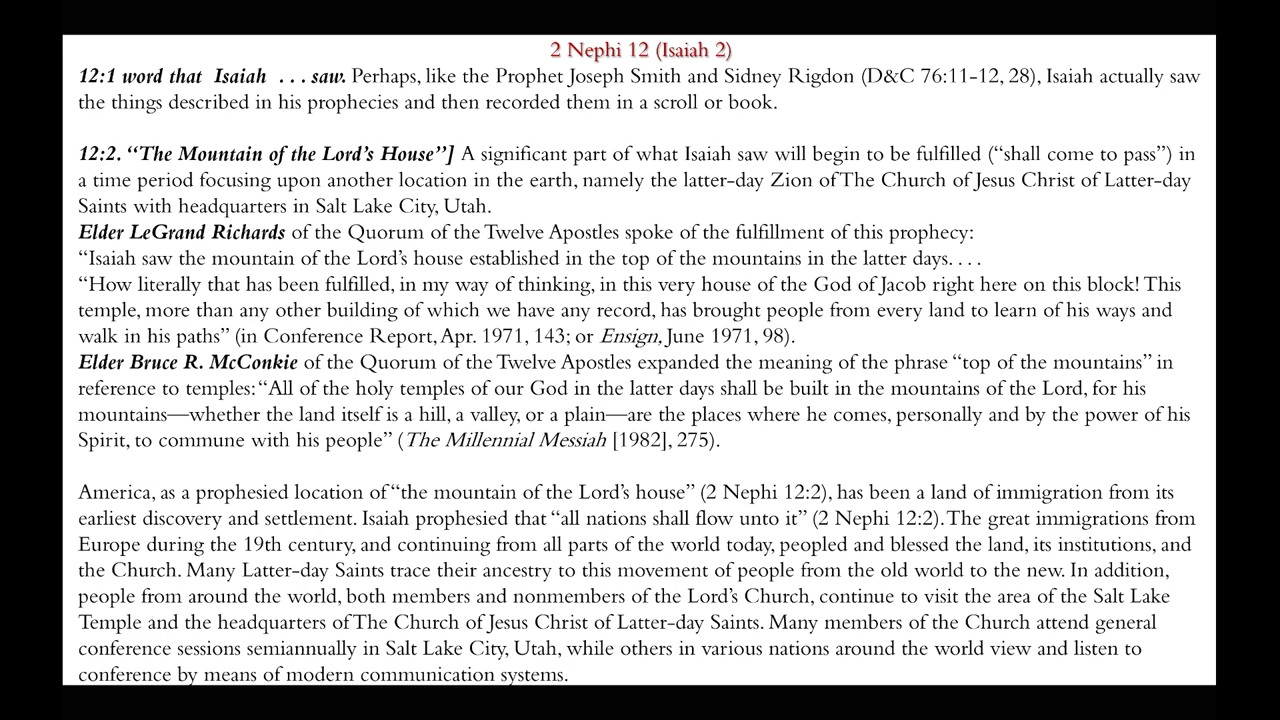 2 Nephi 12 (Isaiah 2)
12:1 word that Isaiah . . . saw. Perhaps, like the Prophet Joseph Smith and Sidney Rigdon (D&C 76:11-12, 28), Isaiah actually saw
the things described in his prophecies and then recorded them in a scroll or book.
12:2. “The Mountain of the Lord’s House”] A significant part of what Isaiah saw will begin to be fulfilled (“shall come to pass”) in
a time period focusing upon another location in the earth, namely the latter-day Zion of The Church of Jesus Christ of Latter-day
Saints with headquarters in Salt Lake City, Utah.
Elder LeGrand Richards of the Quorum of the Twelve Apostles spoke of the fulfillment of this prophecy:
“Isaiah saw the mountain of the Lord’s house established in the top of the mountains in the latter days. . . .
“How literally that has been fulfilled, in my way of thinking, in this very house of the God of Jacob right here on this block! This
temple, more than any other building of which we have any record, has brought people from every land to learn of his ways and
walk in his paths” (in Conference Report, Apr. 1971, 143; or Ensign, June 1971, 98).
Elder Bruce R. McConkie of the Quorum of the Twelve Apostles expanded the meaning of the phrase “top of the mountains” in
reference to temples: “All of the holy temples of our God in the latter days shall be built in the mountains of the Lord, for his
mountains—whether the land itself is a hill, a valley, or a plain—are the places where he comes, personally and by the power of his
Spirit, to commune with his people” (The Millennial Messiah [1982], 275).
America, as a prophesied location of “the mountain of the Lord’s house” (2 Nephi 12:2), has been a land of immigration from its
earliest discovery and settlement. Isaiah prophesied that “all nations shall flow unto it” (2 Nephi 12:2). The great immigrations from
Europe during the 19th century, and continuing from all parts of the world today, peopled and blessed the land, its institutions, and
the Church. Many Latter-day Saints trace their ancestry to this movement of people from the old world to the new. In addition,
people from around the world, both members and nonmembers of the Lord’s Church, continue to visit the area of the Salt Lake
Temple and the headquarters of The Church of Jesus Christ of Latter-day Saints. Many members of the Church attend general
conference sessions semiannually in Salt Lake City, Utah, while others in various nations around the world view and listen to
conference by means of modern communication systems.